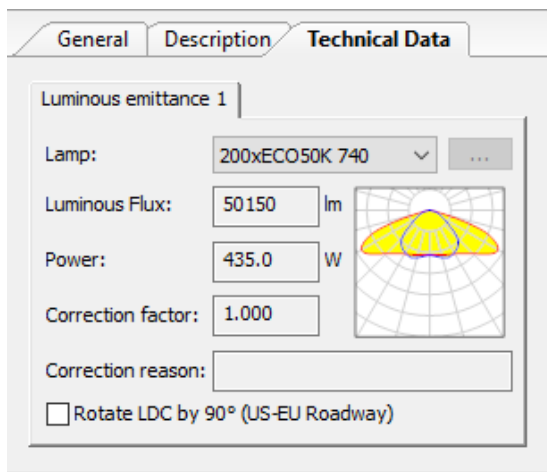 General Description Technical Data
Luminous emittance 1
Lamp: 200xECO50K 740 ...
Luminous Flux: 50150 lm
Power: 435.0 W
Correction factor: 1.000
Correction reason:
Rotate LDC by 90° (US-EU Roadway)